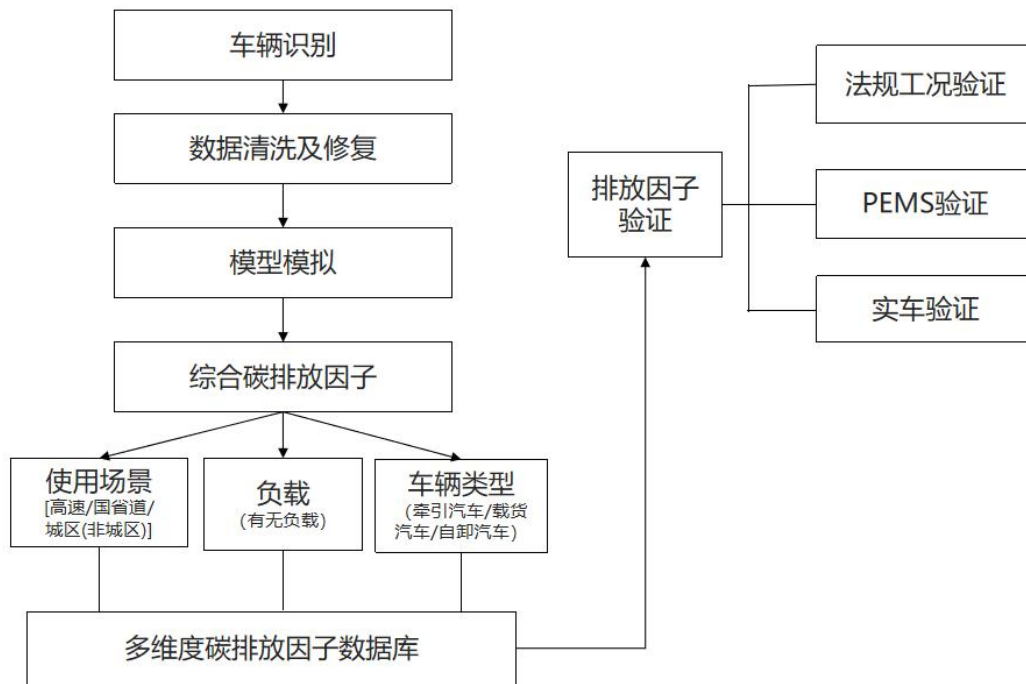 车辆识别
数据清洗及修复
模型模拟
综合碳排放因子
使用场景
[高速/国省道/
城区(非城区)]
负载
(有无负载)
车辆类型
(牵引汽车/载货
汽车/自卸汽车)
多维度碳排放因子数据库
排放因子
验证
法规工况验证
PEMS验证
实车验证